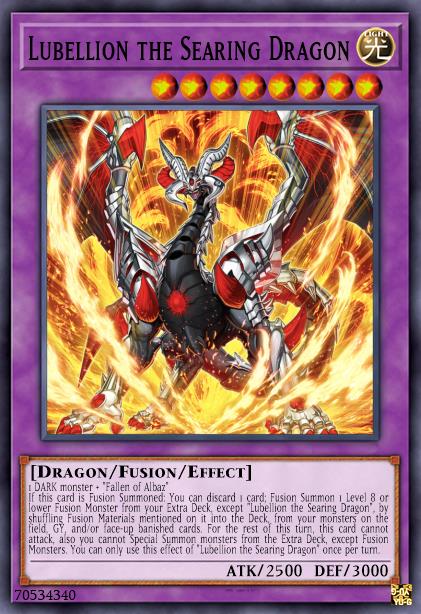 Lubellion the Searing Dragon
LIGHT
光
[Dragon/Fusion/Effect]
1 DARK monster + "Fallen of Albaz"
If this card is Fusion Summoned: You can discard 1 card; Fusion Summon 1 Level 8 or
lower Fusion Monster from your Extra Deck, except "Lubellion the Searing Dragon", by
shuffling Fusion Materials mentioned on it into the Deck, from your monsters on the
field, GY, and/or face-up banished cards. For the rest of this turn, this card cannot
attack, also you cannot Special Summon monsters from the Extra Deck, except Fusion
Monsters. You can only use this effect of "Lubellion the Searing Dragon" once per turn.
ATK/2500 DEF/3000
70534340